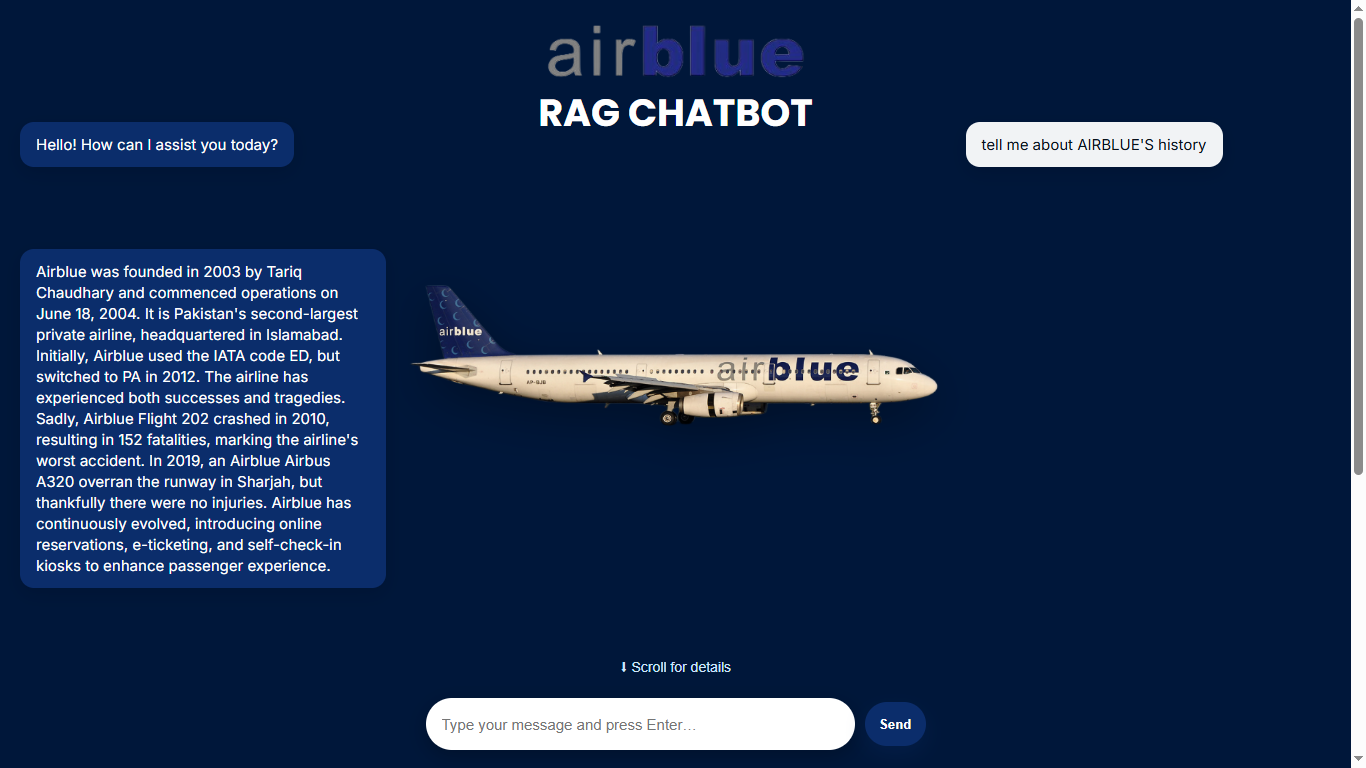 airblue
RAG CHATBOT
Hello! How can I assist you today?
tell me about AIRBLUE'S history
Airblue was founded in 2003 by Tariq
Chaudhary and commenced operations on
June 18, 2004. It is Pakistan's second-largest
private airline, headquartered in Islamabad.
Initially, Airblue used the IATA code ED, but
switched to PA in 2012. The airline has
experienced both successes and tragedies.
Sadly, Airblue Flight 202 crashed in 2010,
resulting in 152 fatalities, marking the airline's
worst accident. In 2019, an Airblue Airbus
A320 overran the runway in Sharjah, but
thankfully there were no injuries. Airblue has
continuously evolved, introducing online
reservations, e-ticketing, and self-check-in
kiosks to enhance passenger experience.
airblue
airblue
⬇ Scroll for details
Type your message and press Enter…
Send